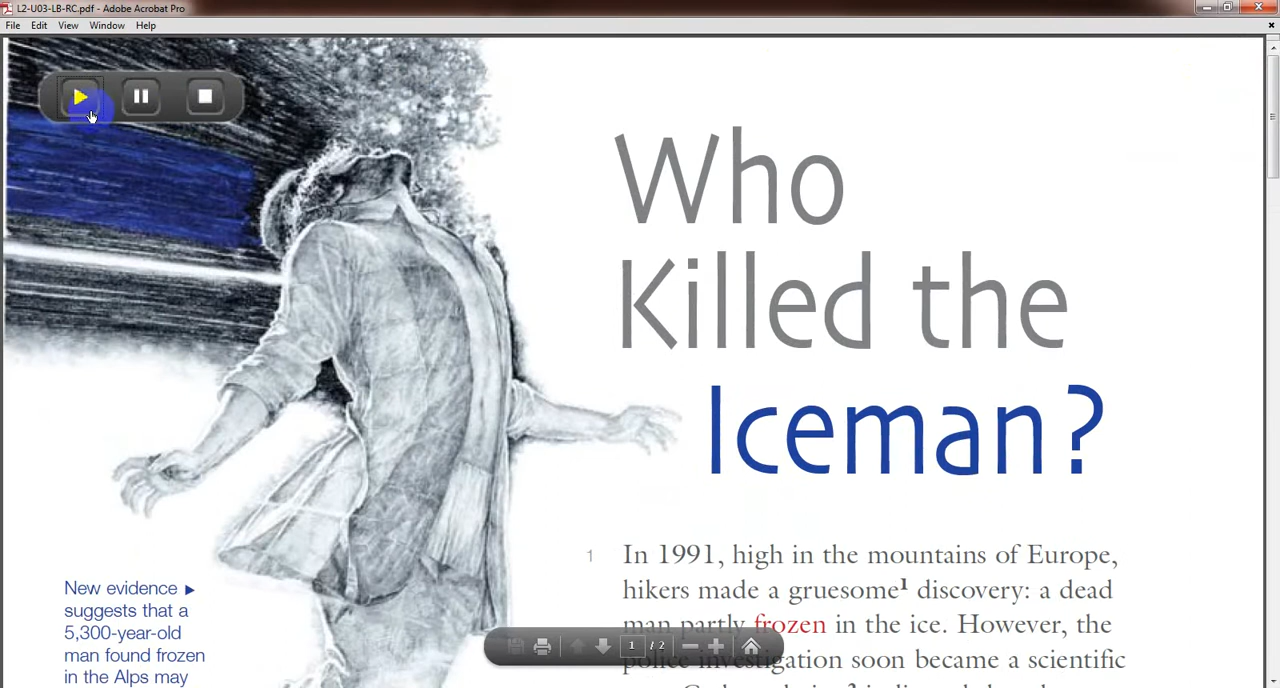 L2-U03-LB-RC.pdf - Adobe Acrobat Pro
File Edit View Window Help
Who
Killed the
Iceman?
1 In 1991, high in the mountains of Europe,
hikers made a gruesome¹ discovery: a dead
man partly frozen in the ice. However, the
police investigation soon became a scientific
New evidence ▶
suggests that a
5,300-year-old
man found frozen
in the Alps may
1 / 2